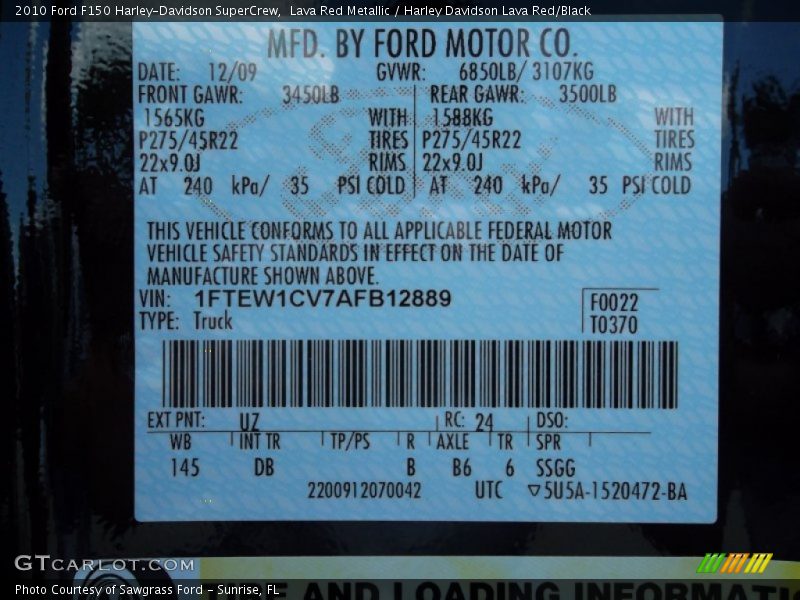 2010 Ford F150 Harley-Davidson SuperCrew, Lava Red Metallic / Harley Davidson Lava Red/Black
MFD. BY FORD MOTOR CO.
DATE: 12/09 GVWR: 6850LB/ 3107KG
FRONT GAWR: 3450LB REAR GAWR: 3500LB
1565KG WITH 1588KG WITH
P275/45R22 TIRES P275/45R22 TIRES
22x9.0J RIMS 22x9.0J RIMS
AT 240 kPa/ 35 PSI COLD AT 240 kPa/ 35 PSI COLD
THIS VEHICLE CONFORMS TO ALL APPLICABLE FEDERAL MOTOR
VEHICLE SAFETY STANDARDS IN EFFECT ON THE DATE OF
MANUFACTURE SHOWN ABOVE.
VIN: 1FTEW1CV7AFB12889 F0022
TYPE: Truck T0370
EXT PNT: UZ RC: 24 DSO:
WB INT TR TP/PS R AXLE TR SPR
145 DB B B6 6 SSGG
2200912070042 UTC ▽5U5A-1520472-BA
GTCARLOT.COM
TIRE AND LOADING INFORMATION
Photo Courtesy of Sawgrass Ford - Sunrise, FL